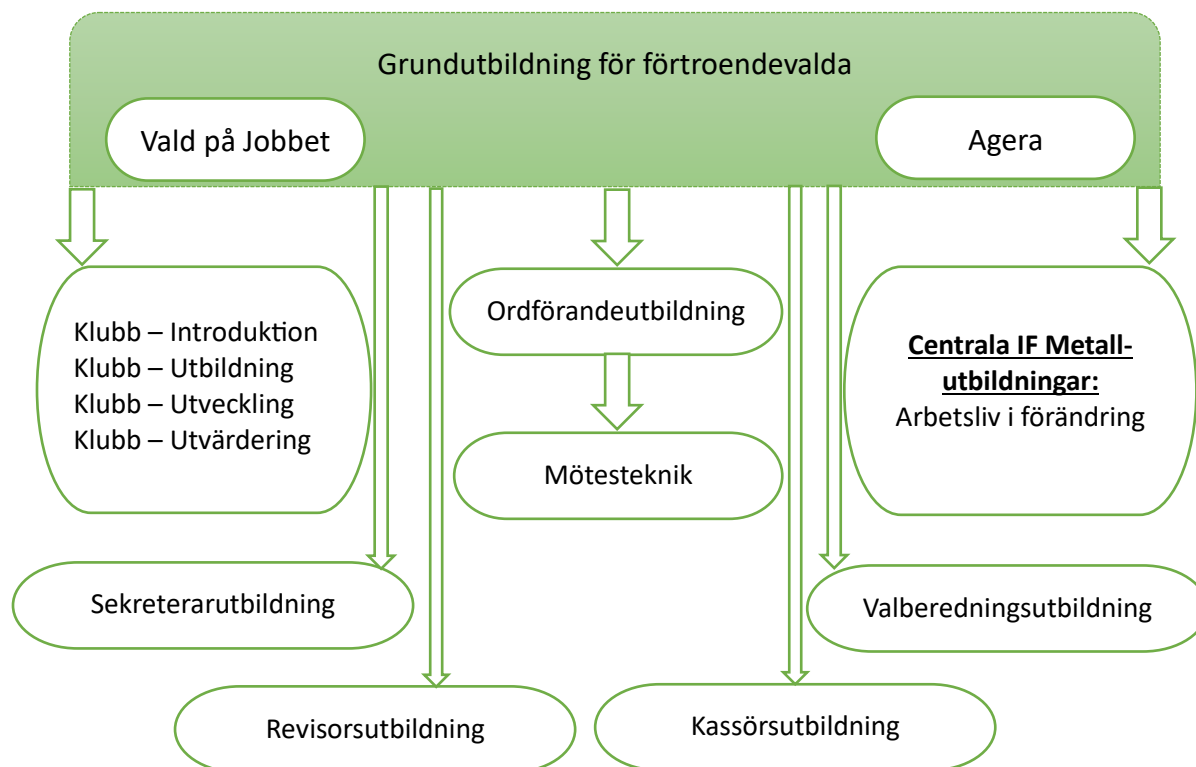 Grundutbildning för förtroendevalda
Vald på Jobbet
Agera
Klubb – Introduktion
Klubb – Utbildning
Klubb – Utveckling
Klubb – Utvärdering
Ordförandeutbildning
Mötesteknik
Centrala IF Metall-
utbildningar:
Arbetsliv i förändring
Sekreterarutbildning
Valberedningsutbildning
Revisorsutbildning
Kassörsutbildning